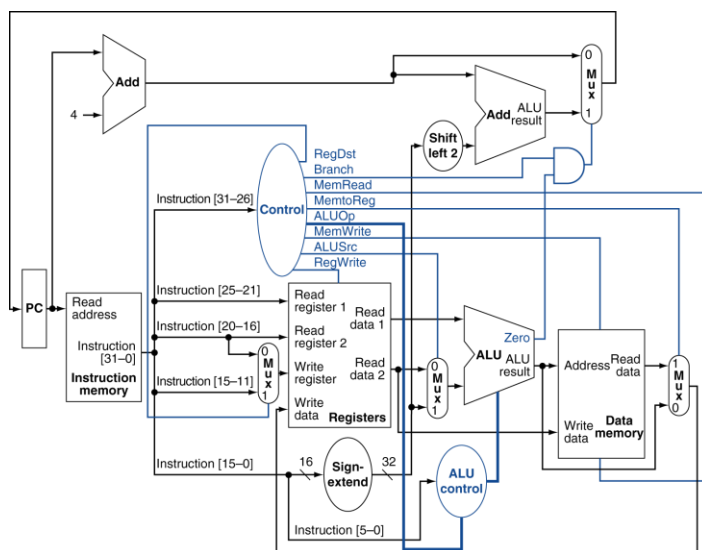 0
M
u
x
1
Add
4
Add
ALU
result
Shift
left 2
RegDst
Branch
MemRead
MemtoReg
ALUOp
MemWrite
ALUSrc
RegWrite
Control
Instruction [31–26]
Instruction [25–21]
Instruction [20–16]
Instruction [15–11]
Instruction [15–0]
Instruction [5–0]
PC
Read
address
Instruction
[31–0]
Instruction
memory
0
M
u
x
1
Read
register 1
Read
register 2
Write
register
Write
data
Read
data 1
Read
data 2
Registers
0
M
u
x
1
Zero
ALU
ALU
result
Address
Read
data
Write
data
Data
memory
1
M
u
x
0
16
Sign-
extend
32
ALU
control